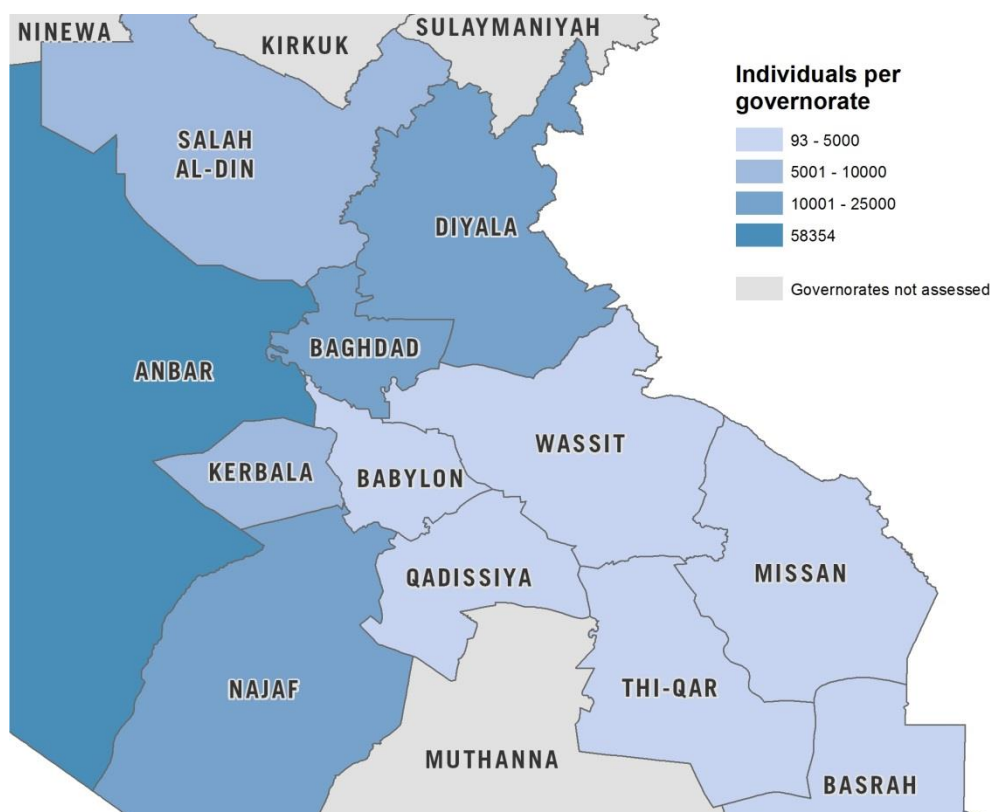 NINEWA
KIRKUK
SULAYMANIYAH
SALAH
AL-DIN
DIYALA
BAGHDAD
ANBAR
WASSIT
KERBALA
BABYLON
QADISSIYA
MISSAN
NAJAF
THI-QAR
MUTHANNA
BASRAH
Individuals per
governorate
93 - 5000
5001 - 10000
10001 - 25000
58354
Governorates not assessed